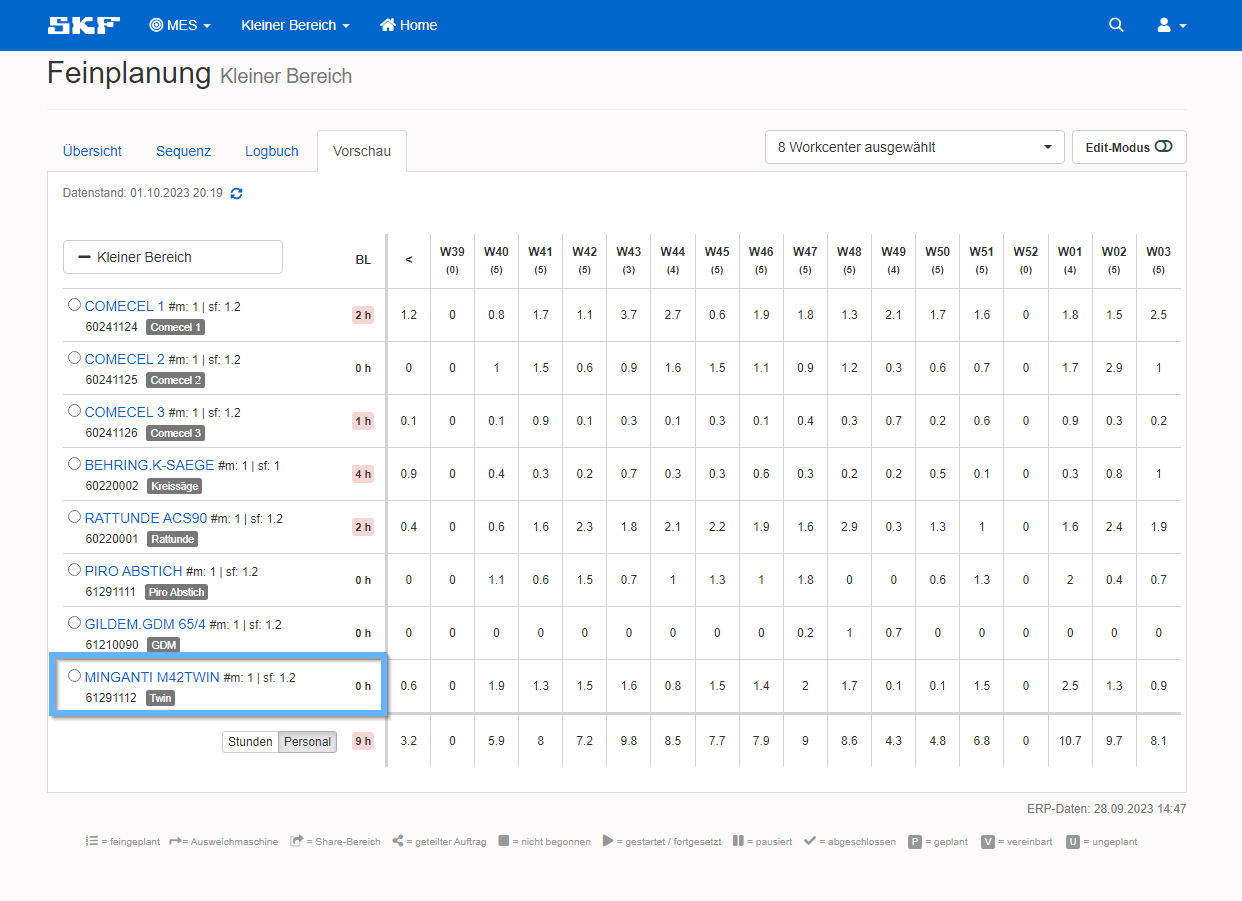 SKF MES Kleiner Bereich Home
Feinplanung Kleiner Bereich
Übersicht Sequenz Logbuch Vorschau 8 Workcenter ausgewählt Edit-Modus
Datenstand: 01.10.2023 20:19
Kleiner Bereich BL < W39 (0) W40 (5) W41 (5) W42 (5) W43 (3) W44 (4) W45 (5) W46 (5) W47 (5) W48 (5) W49 (4) W50 (5) W51 (5) W52 (0) W01 (4) W02 (5) W03 (5)
COMECEL 1 #m: 1 | sf: 1.2
60241124 Comecel 1
2 h 1.2 0 0.8 1.7 1.1 3.7 2.7 0.6 1.9 1.8 1.3 2.1 1.7 1.6 0 1.8 1.5 2.5
COMECEL 2 #m: 1 | sf: 1.2
60241125 Comecel 2
0 h 0 0 1 1.5 0.6 0.9 1.6 1.5 1.1 0.9 1.2 0.3 0.6 0.7 0 1.7 2.9 1
COMECEL 3 #m: 1 | sf: 1.2
60241126 Comecel 3
1 h 0.1 0 0.1 0.9 0.1 0.3 0.1 0.3 0.1 0.4 0.3 0.7 0.2 0.6 0 0.9 0.3 0.2
BEHRING.K-SAEGE #m: 1 | sf: 1
60220002 Kreissäge
4 h 0.9 0 0.4 0.3 0.2 0.7 0.3 0.3 0.6 0.3 0.2 0.2 0.5 0.1 0 0.3 0.8 1
RATTUNDE ACS90 #m: 1 | sf: 1.2
60220001 Rattunde
2 h 0.4 0 0.6 1.6 2.3 1.8 2.1 2.2 1.9 1.6 2.9 0.3 1.3 1 0 1.6 2.4 1.9
PIRO ABSTICH #m: 1 | sf: 1.2
61291111 Piro Abstich
0 h 0 0 1.1 0.6 1.5 0.7 1 1.3 1 1.8 0 0 0.6 1.3 0 2 0.4 0.7
GILDEM.GDM 65/4 #m: 1 | sf: 1.2
61210090 GDM
0 h 0 0 0 0 0 0 0 0 0 0.2 1 0.7 0 0 0 0 0 0
MINGANTI M42TWIN #m: 1 | sf: 1.2
61291112 Twin
0 h 0.6 0 1.9 1.3 1.5 1.6 0.8 1.5 1.4 2 1.7 0.1 0.1 1.5 0 2.5 1.3 0.9
Stunden Personal 9 h 3.2 0 5.9 8 7.2 9.8 8.5 7.7 7.9 9 8.6 4.3 4.8 6.8 0 10.7 9.7 8.1
ERP-Daten: 28.09.2023 14:47
= feingeplant = Ausweichmaschine = Share-Bereich = geteilter Auftrag = nicht begonnen = gestartet / fortgesetzt = pausiert = abgeschlossen P = geplant V = vereinbart U = ungeplant